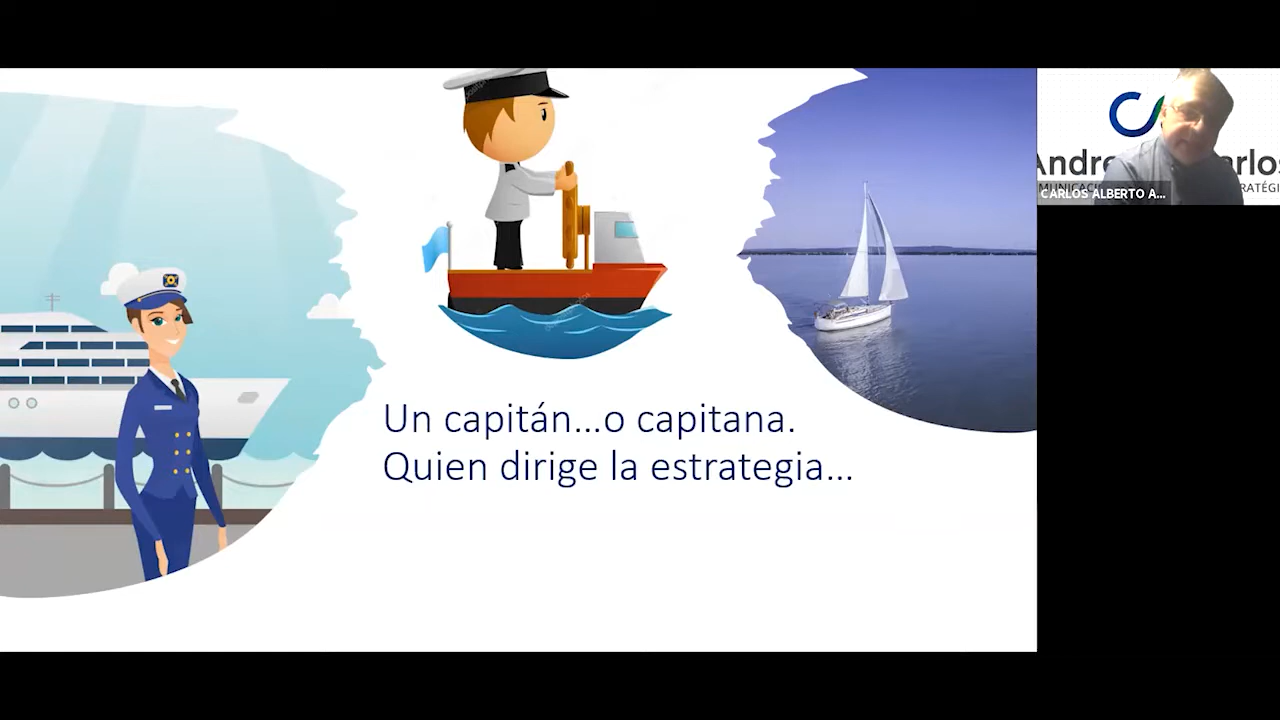 Un capitán...o capitana.
Quien dirige la estrategia...
CARLOS ALBERTO A...